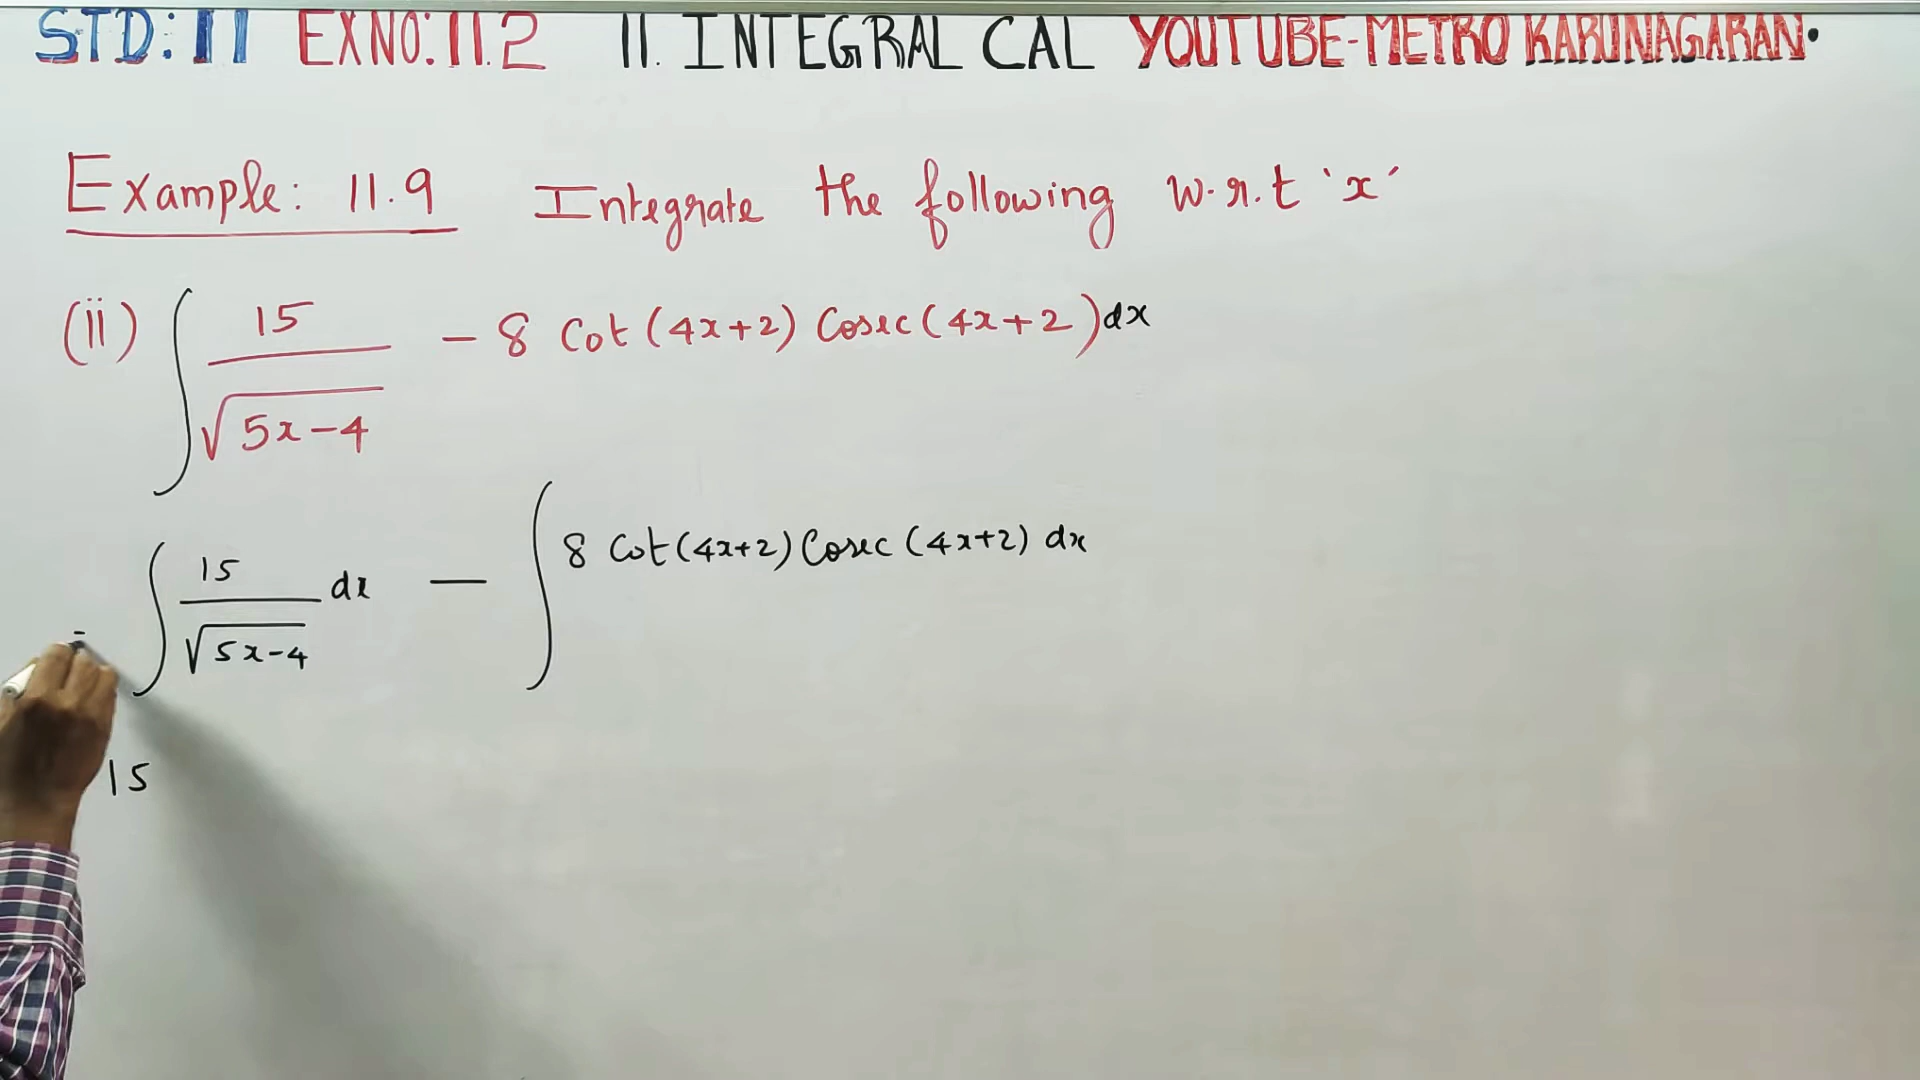 STD: 11 EXNO: 11.2 11. INTEGRAL CAL YOUTUBE-METRO KARUNAGARAN.
Example: 11.9 Integrate the following w.r.t 'x'
(ii) ∫ 15/√(5x-4) - 8 Cot (4x+2) Cosec (4x+2) dx
= ∫ 15/√(5x-4) dx - ∫ 8 Cot (4x+2) Cosec (4x+2) dx
15